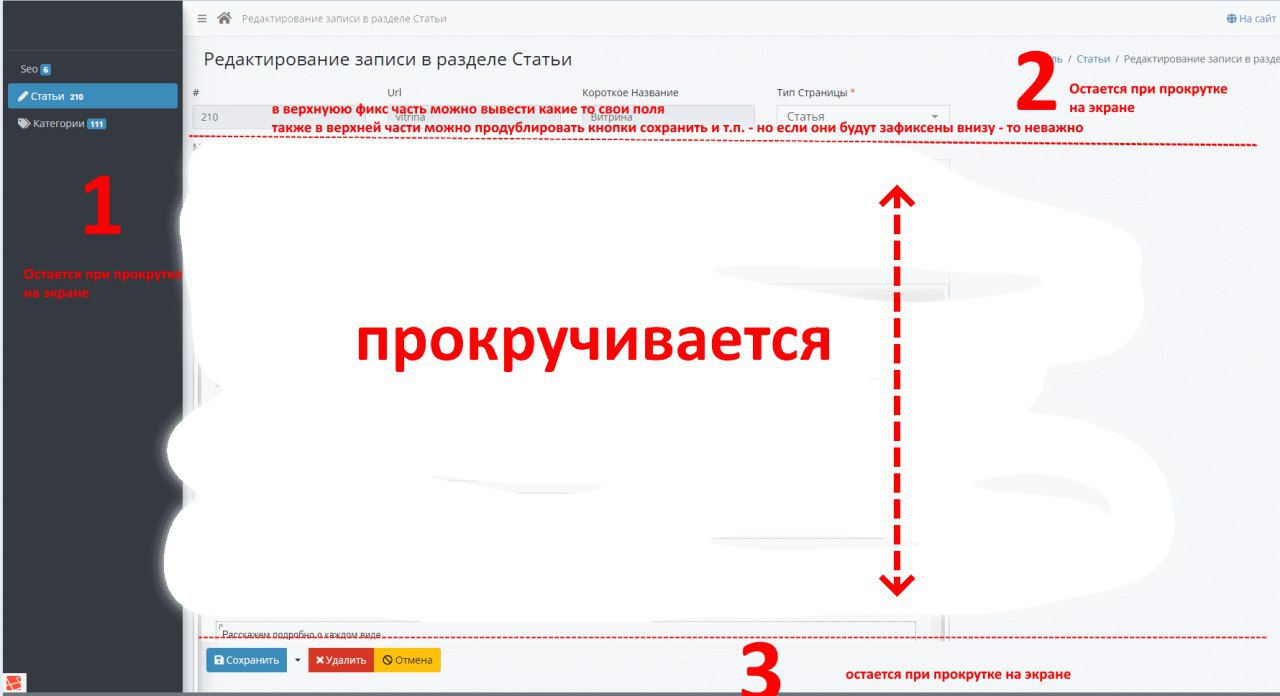 Редактирование записи в разделе Статьи
На сайт
Редактирование записи в разделе Статьи
ль / Статьи / Редактирование записи в разде
Seo 6
Статьи 210
Категории 111
2
Остается при прокрутке
на экране
# Url Короткое Название Тип Страницы *
в верхнуюю фикс часть можно вывести какие то свои поля
210 vitrina Витрина Статья
также в верхней части можно продублировать кнопки сохранить и т.п. - но если они будут зафиксены внизу - то неважно
1
Остается при прокрутке
на экране
прокручивается
Расскажем подробно о каждом виде
Сохранить Удалить Отмена
3
остается при прокрутке на экране